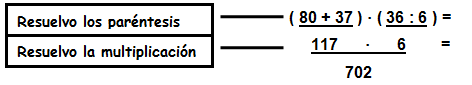 Resuelvo los paréntesis ( 80 + 37 ) · ( 36 : 6 ) =
Resuelvo la multiplicación 117 · 6 =
702